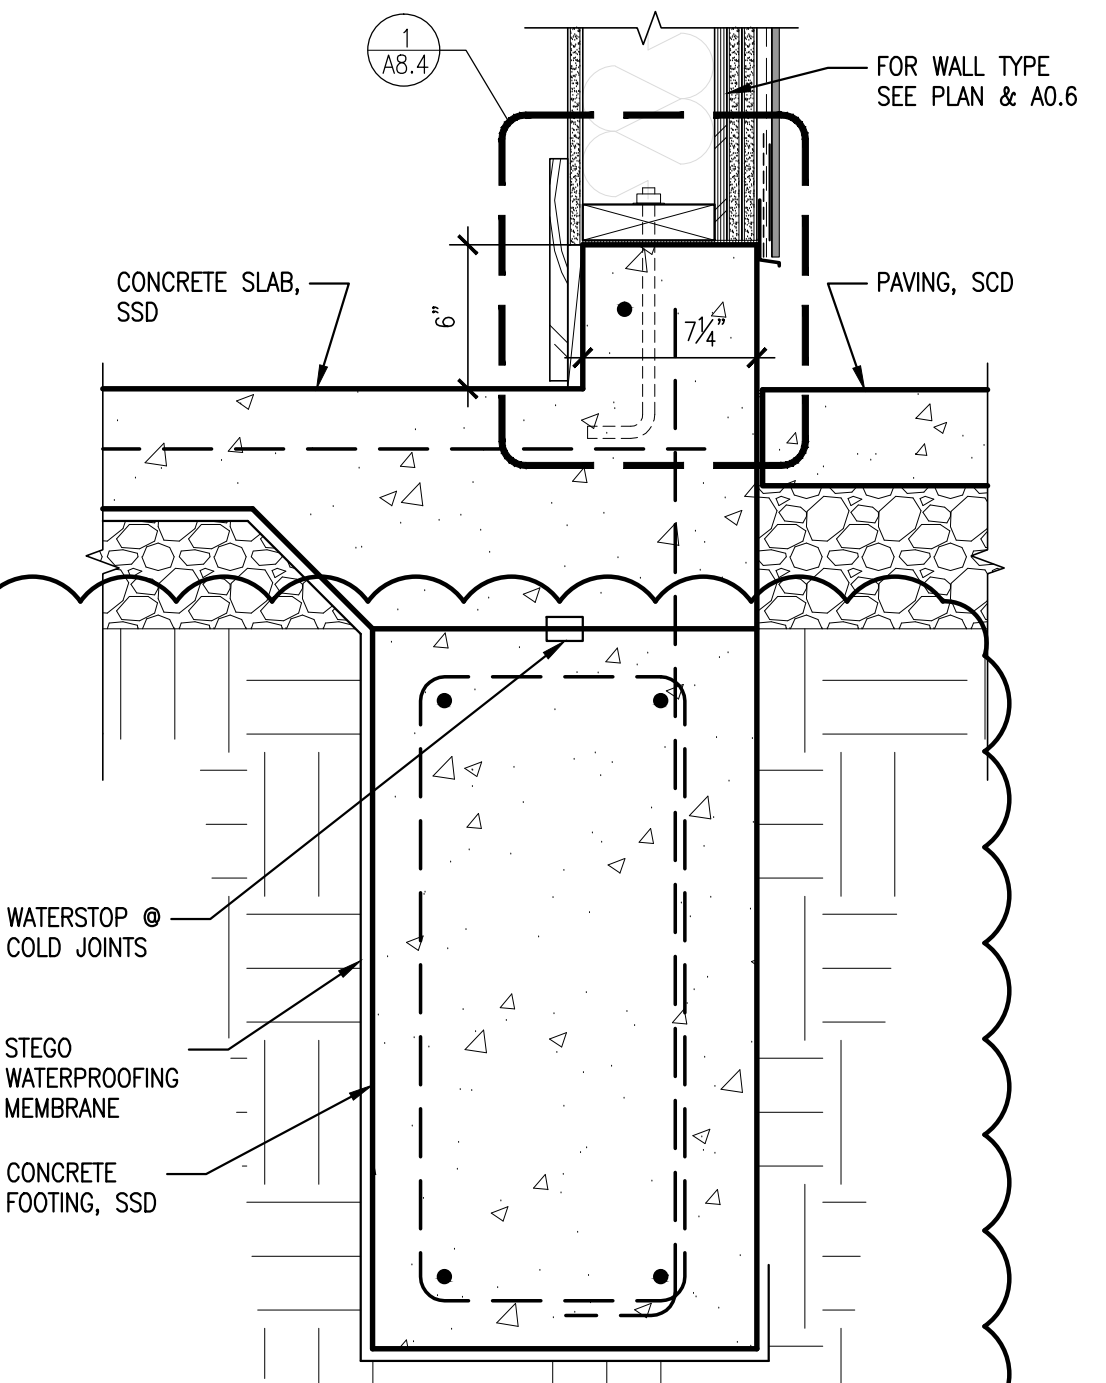 1
A8.4
FOR WALL TYPE
SEE PLAN & A0.6
CONCRETE SLAB,
SSD
PAVING, SCD
6"
7¼"
WATERSTOP @
COLD JOINTS
STEGO
WATERPROOFING
MEMBRANE
CONCRETE
FOOTING, SSD